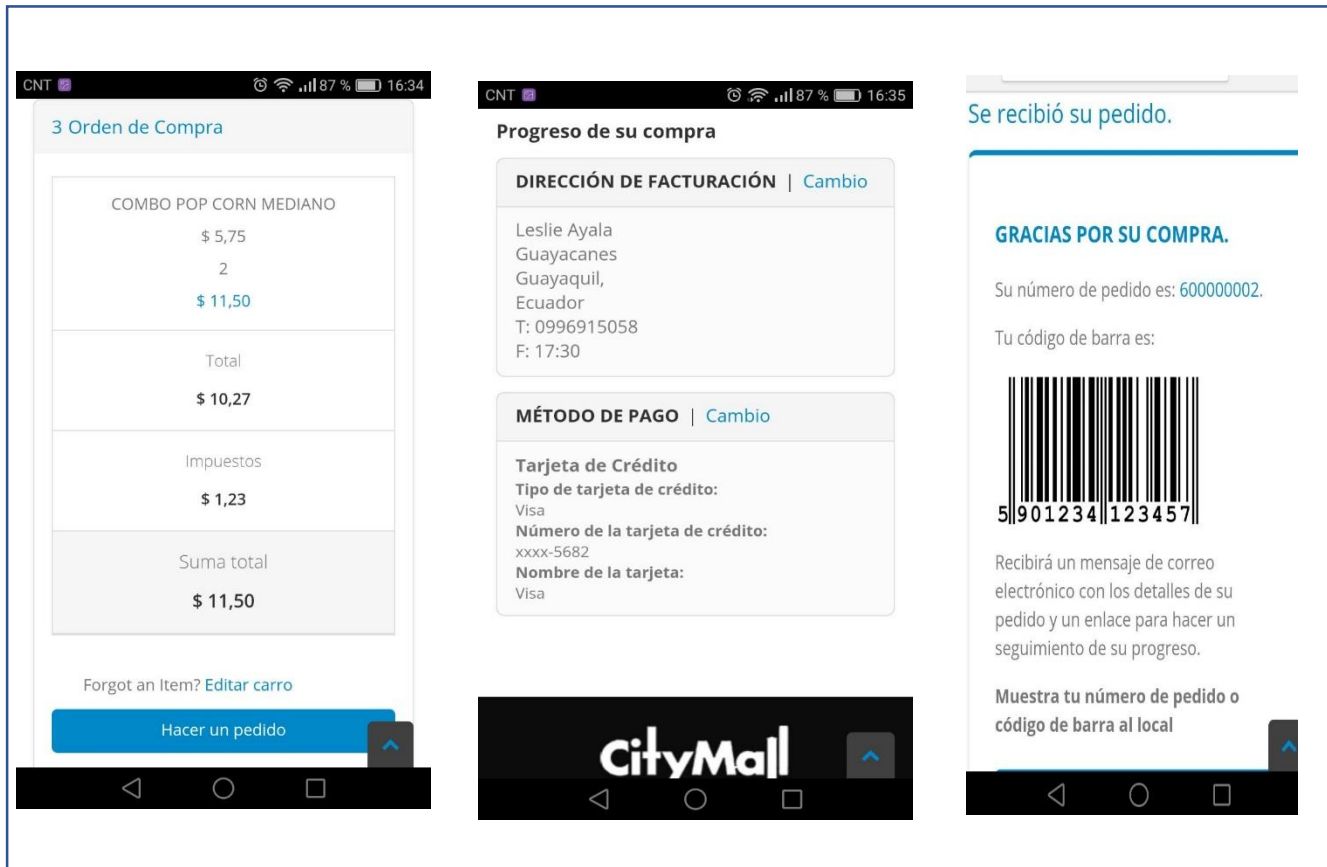 CNT 87 % 16:34
3 Orden de Compra
COMBO POP CORN MEDIANO
$ 5,75
2
$ 11,50
Total
$ 10,27
Impuestos
$ 1,23
Suma total
$ 11,50
Forgot an Item? Editar carro
Hacer un pedido
CNT 87 % 16:35
Progreso de su compra
DIRECCIÓN DE FACTURACIÓN | Cambio
Leslie Ayala
Guayacanes
Guayaquil,
Ecuador
T: 0996915058
F: 17:30
MÉTODO DE PAGO | Cambio
Tarjeta de Crédito
Tipo de tarjeta de crédito:
Visa
Número de la tarjeta de crédito:
xxxx-5682
Nombre de la tarjeta:
Visa
CityMall
Se recibió su pedido.
GRACIAS POR SU COMPRA.
Su número de pedido es: 600000002.
Tu código de barra es:
5 901234 123457
Recibirá un mensaje de correo
electrónico con los detalles de su
pedido y un enlace para hacer un
seguimiento de su progreso.
Muestra tu número de pedido o
código de barra al local